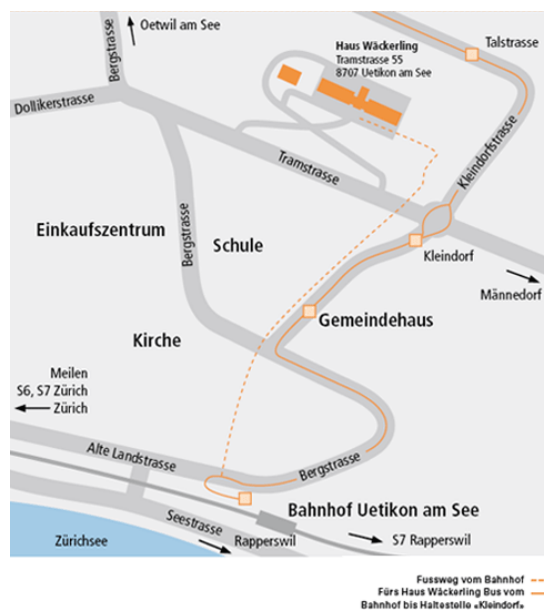 Oetwil am See
Bergstrasse
Haus Wäckerling
Tramstrasse 55
8707 Uetikon am See
Talstrasse
Dollikerstrasse
Kleindorfstrasse
Tramstrasse
Einkaufszentrum
Schule
Bergstrasse
Kleindorf
Männedorf
Gemeindehaus
Kirche
Meilen
S6, S7 Zürich
Zürich
Alte Landstrasse
Bergstrasse
Bahnhof Uetikon am See
Seestrasse
Zürichsee
Rapperswil
S7 Rapperswil
Fussweg vom Bahnhof
Fürs Haus Wäckerling Bus vom
Bahnhof bis Haltestelle «Kleindorf»